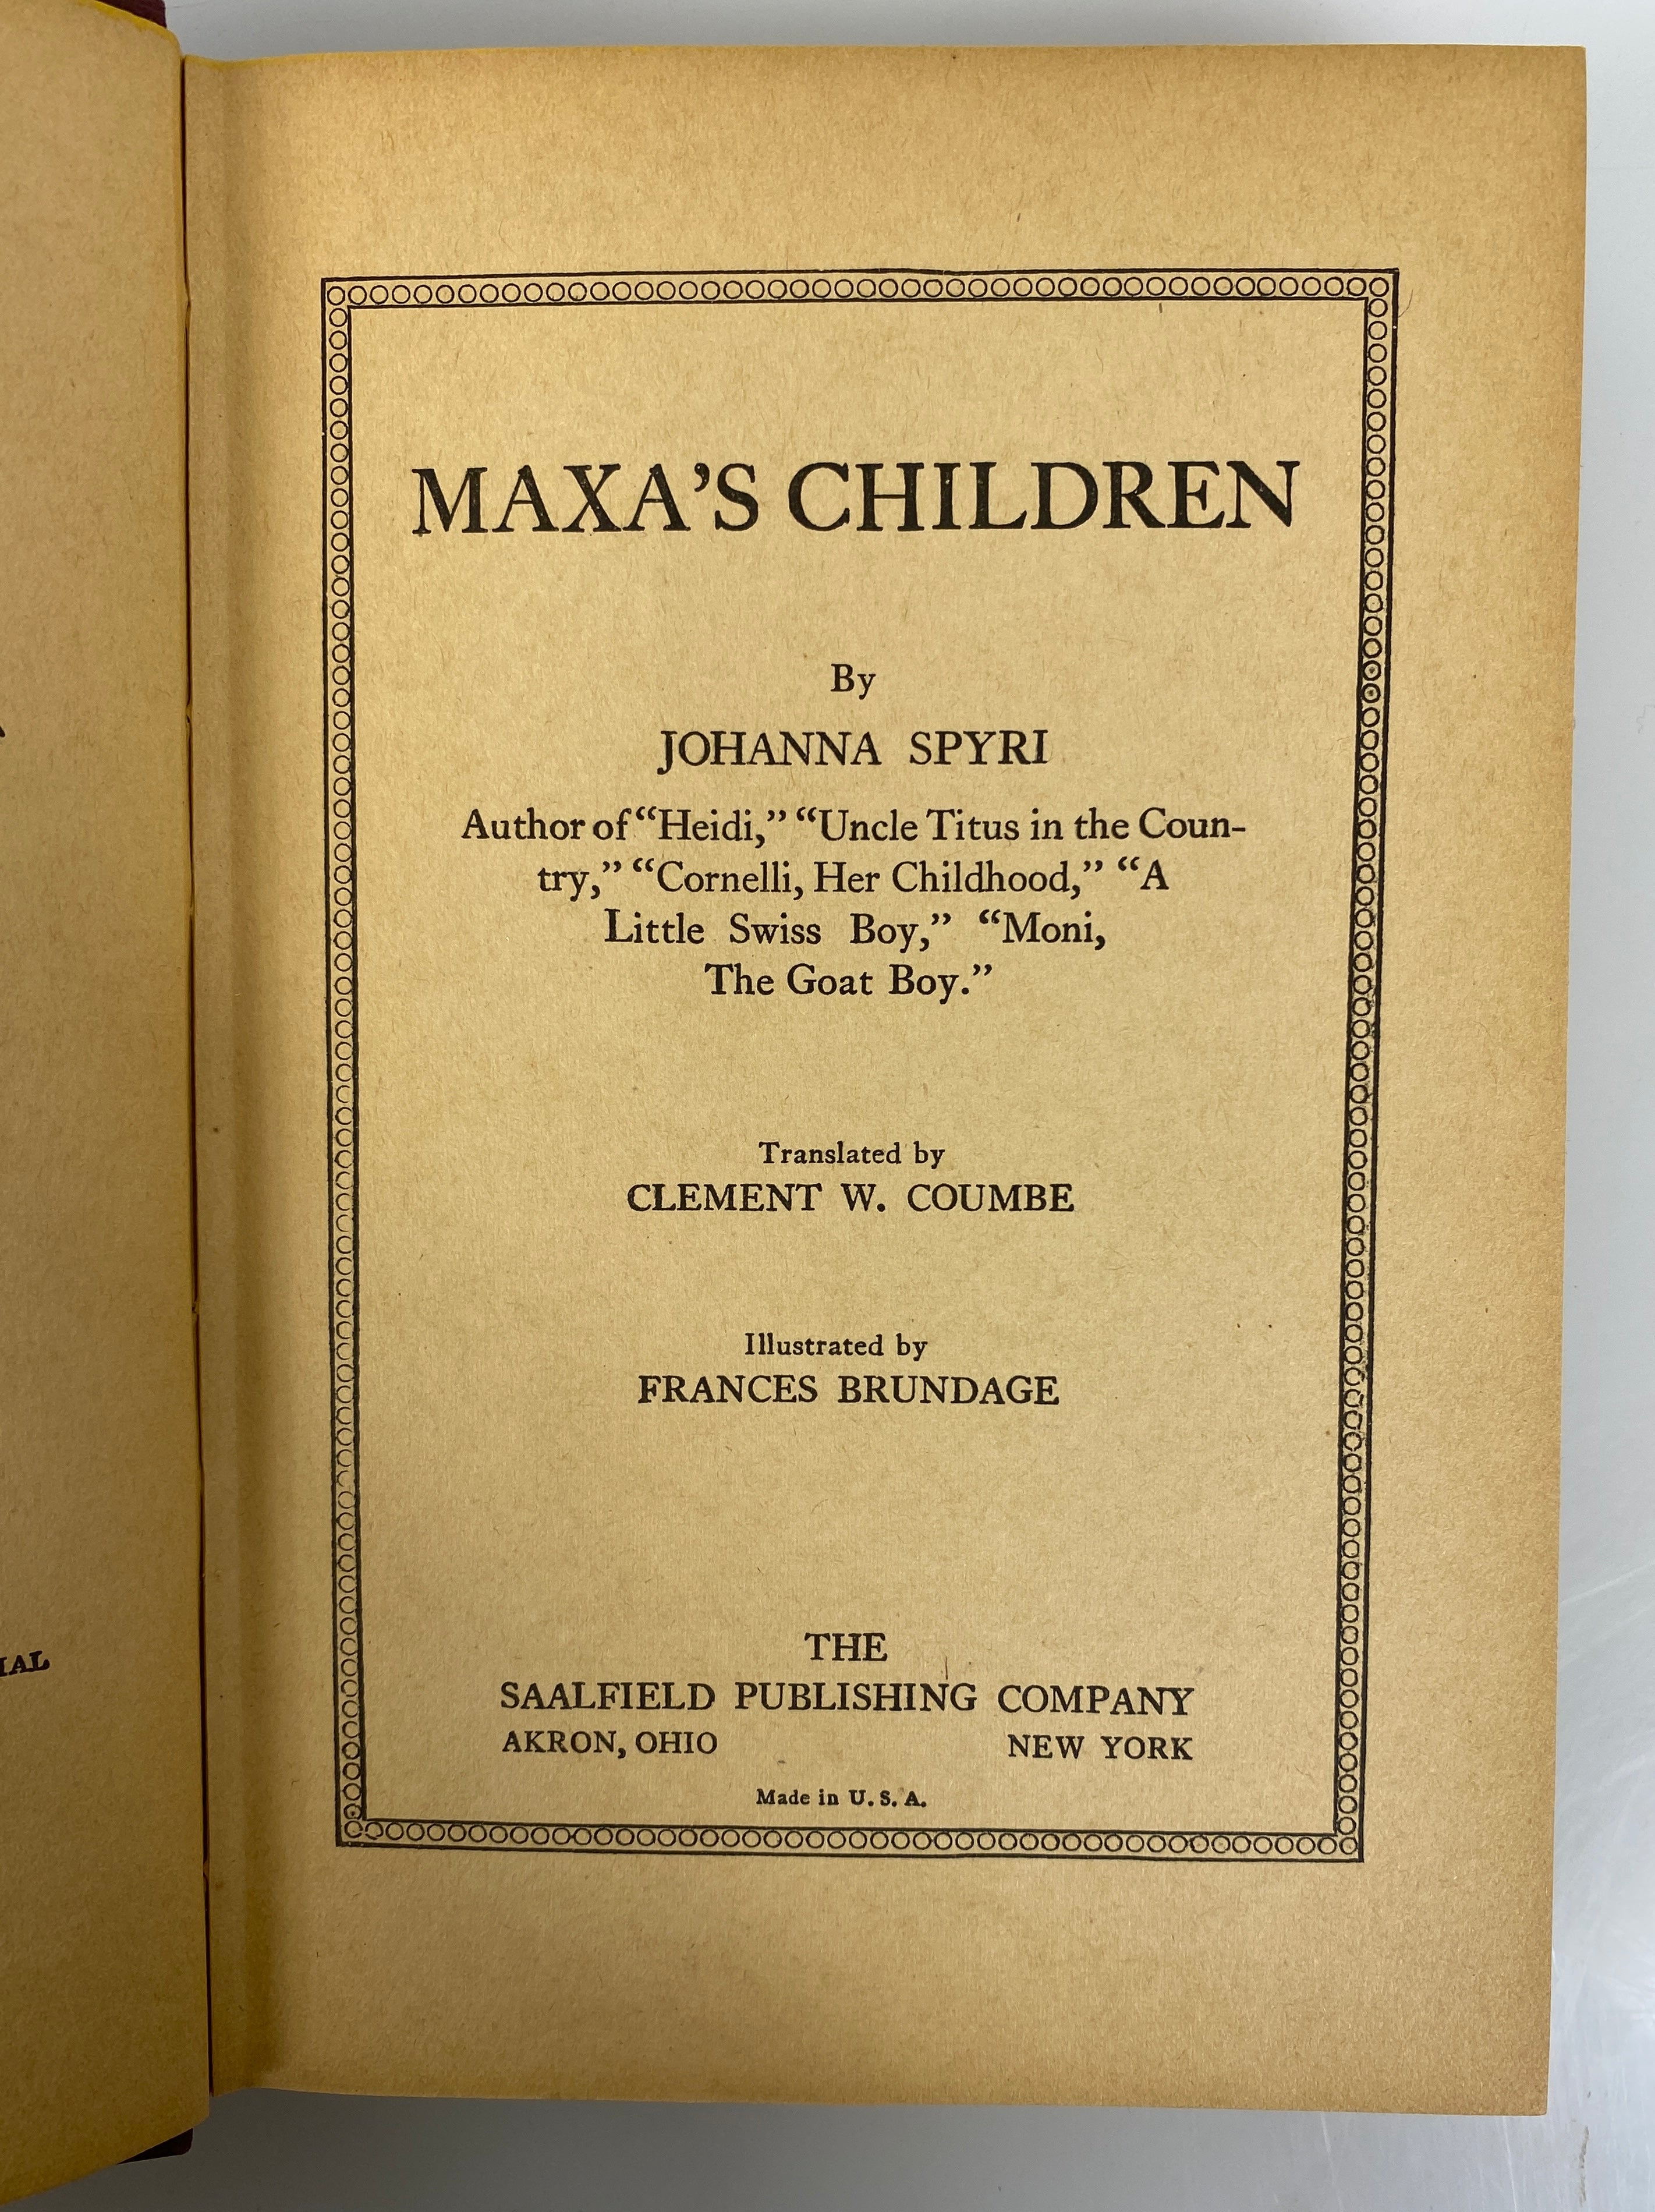 MAXA'S CHILDREN
By
JOHANNA SPYRI
Author of “Heidi,” “Uncle Titus in the Coun-
try,” “Cornelli, Her Childhood,” “A
Little Swiss Boy,” “Moni,
The Goat Boy.”
Translated by
CLEMENT W. COUMBE
Illustrated by
FRANCES BRUNDAGE
THE
SAALFIELD PUBLISHING COMPANY
AKRON, OHIO NEW YORK
Made in U. S. A.